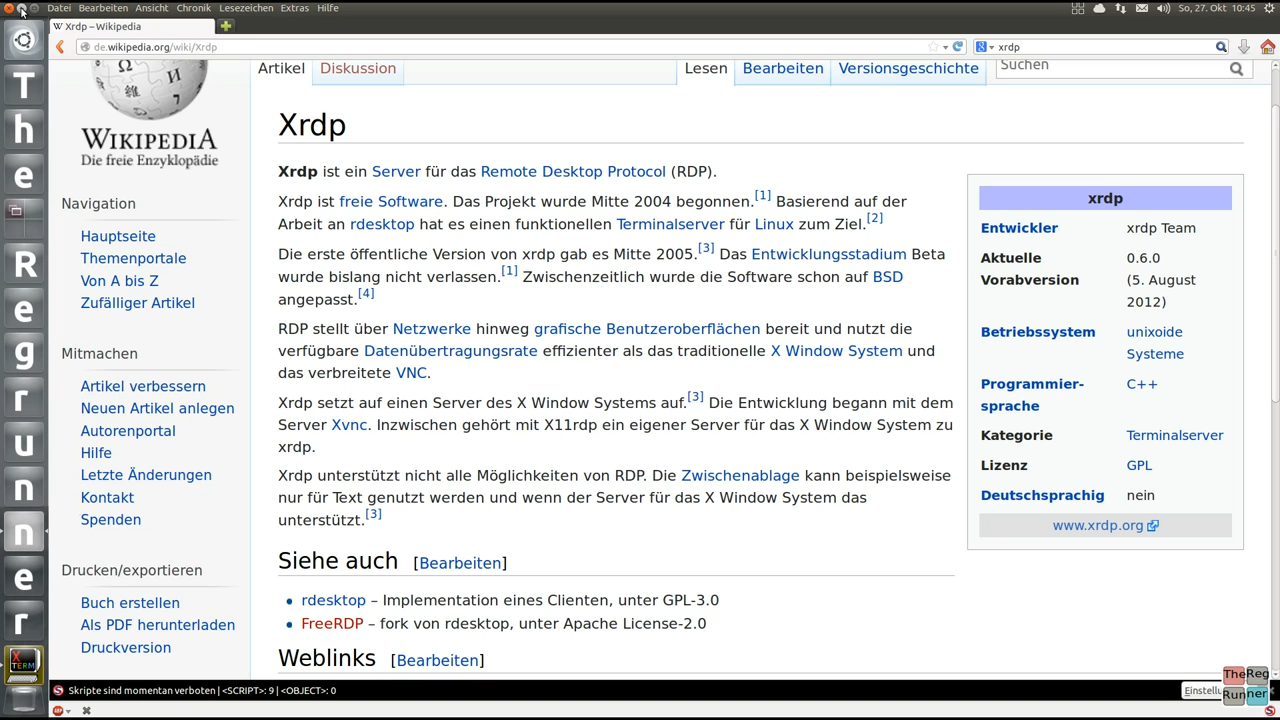 Datei Bearbeiten Ansicht Chronik Lesezeichen Extras Hilfe
So, 27. Okt 10:45
W Xrdp – Wikipedia
de.wikipedia.org/wiki/Xrdp
xrdp
Artikel Diskussion Lesen Bearbeiten Versionsgeschichte Suchen
WIKIPEDIA
Die freie Enzyklopädie
Navigation
Hauptseite
Themenportale
Von A bis Z
Zufälliger Artikel
Mitmachen
Artikel verbessern
Neuen Artikel anlegen
Autorenportal
Hilfe
Letzte Änderungen
Kontakt
Spenden
Drucken/exportieren
Buch erstellen
Als PDF herunterladen
Druckversion
Xrdp
Xrdp ist ein Server für das Remote Desktop Protocol (RDP).
Xrdp ist freie Software. Das Projekt wurde Mitte 2004 begonnen.[1] Basierend auf der
Arbeit an rdesktop hat es einen funktionellen Terminalserver für Linux zum Ziel.[2]
Die erste öffentliche Version von xrdp gab es Mitte 2005.[3] Das Entwicklungsstadium Beta
wurde bislang nicht verlassen.[1] Zwischenzeitlich wurde die Software schon auf BSD
angepasst.[4]
RDP stellt über Netzwerke hinweg grafische Benutzeroberflächen bereit und nutzt die
verfügbare Datenübertragungsrate effizienter als das traditionelle X Window System und
das verbreitete VNC.
Xrdp setzt auf einen Server des X Window Systems auf.[3] Die Entwicklung begann mit dem
Server Xvnc. Inzwischen gehört mit X11rdp ein eigener Server für das X Window System zu
xrdp.
Xrdp unterstützt nicht alle Möglichkeiten von RDP. Die Zwischenablage kann beispielsweise
nur für Text genutzt werden und wenn der Server für das X Window System das
unterstützt.[3]
Siehe auch [Bearbeiten]
rdesktop – Implementation eines Clienten, unter GPL-3.0
FreeRDP – fork von rdesktop, unter Apache License-2.0
Weblinks [Bearbeiten]
xrdp
Entwickler xrdp Team
Aktuelle 0.6.0
Vorabversion (5. August
2012)
Betriebssystem unixoide
Systeme
Programmier- C++
sprache
Kategorie Terminalserver
Lizenz GPL
Deutschsprachig nein
www.xrdp.org
T
h
e
R
e
g
r
u
n
n
e
r
X
TERM
Skripte sind momentan verboten | <SCRIPT>: 9 | <OBJECT>: 0
The Reg
Run ner